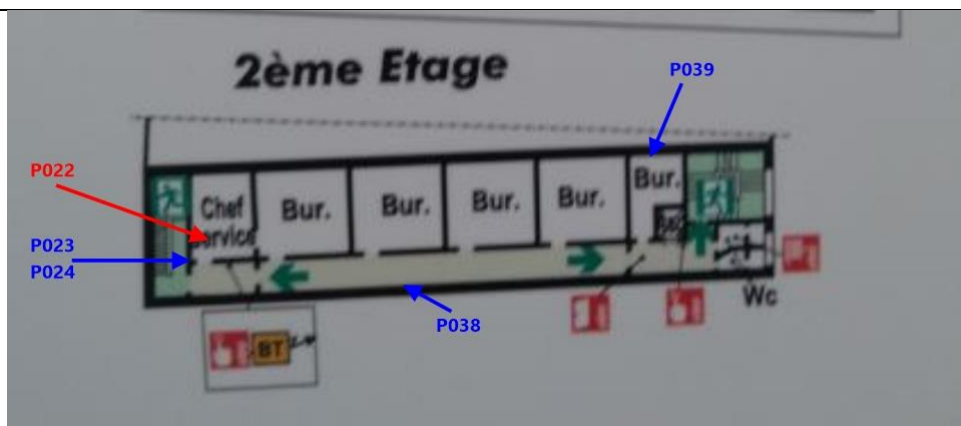 2ème Etage
P039
P022
Chef
service
Bur.
Bur.
Bur.
Bur.
Bur.
P023
P024
P038
BT
Wc